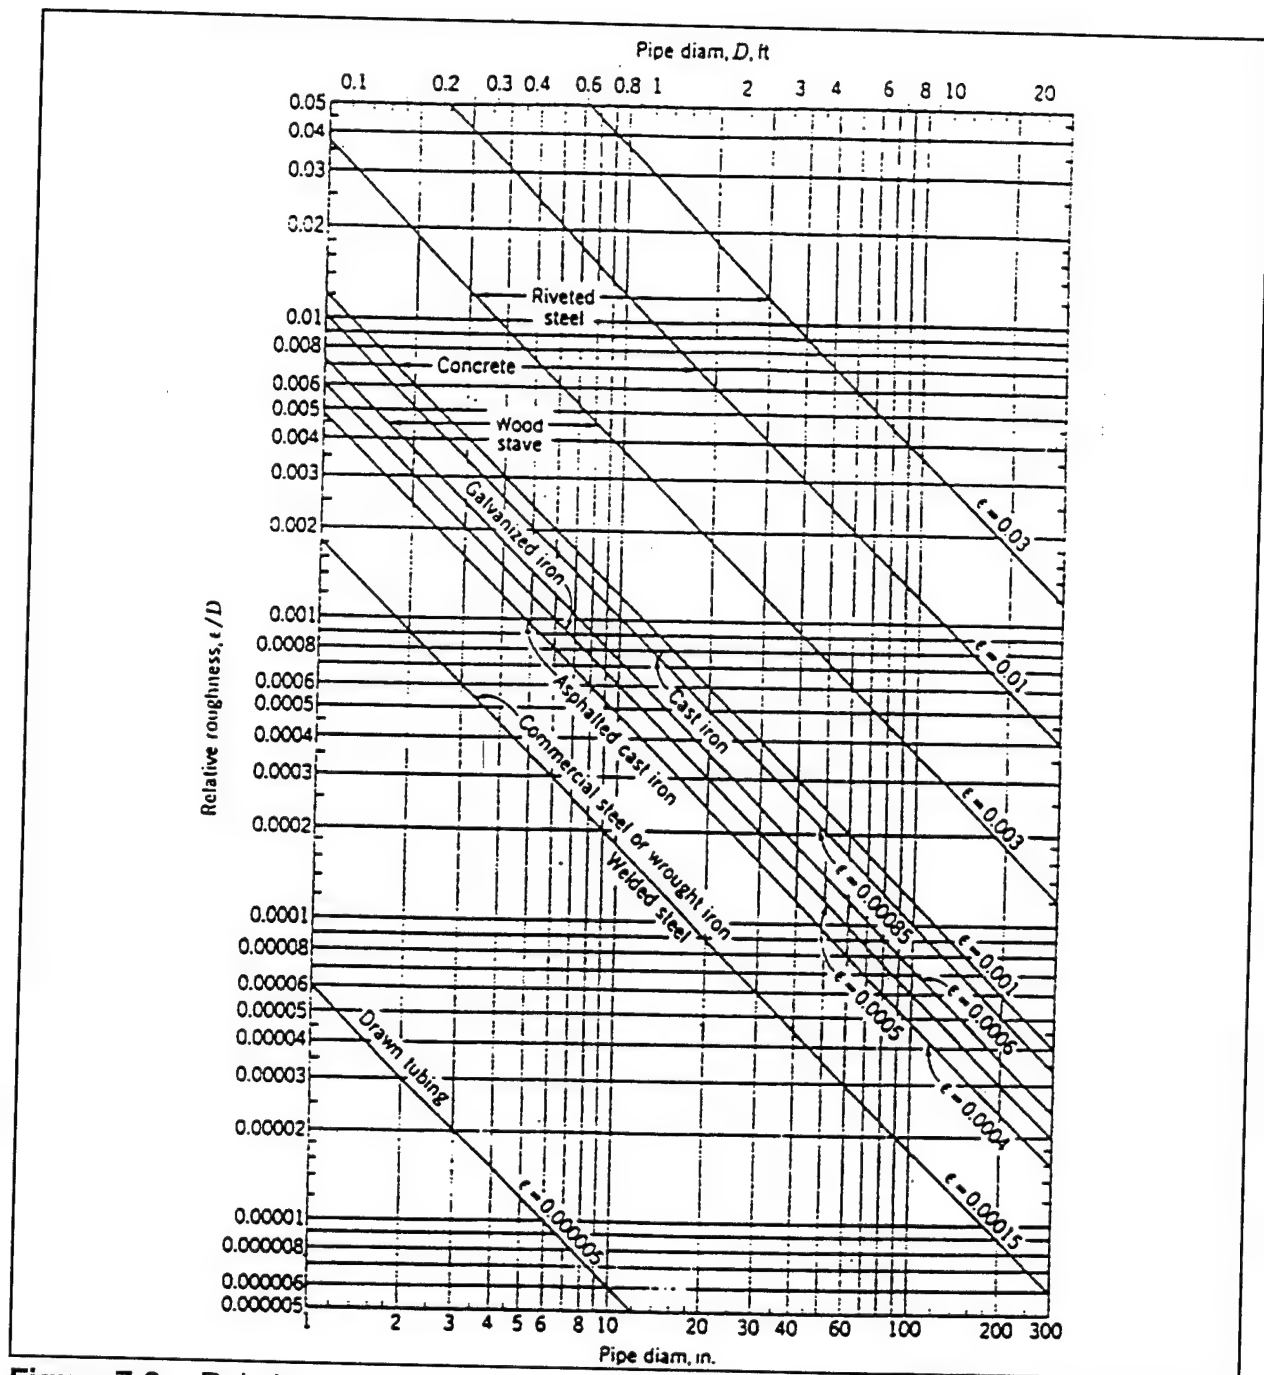 Pipe diam, D, ft
0.1 0.2 0.3 0.4 0.6 0.8 1 2 3 4 6 8 10 20
0.05
0.04
0.03
0.02
Riveted
steel
0.01
0.008
Concrete
0.006
0.005
Wood
stave
0.004
0.003
Galvanized iron
ϵ = 0.03
0.002
Relative roughness, ϵ/D
0.001
0.0008
ϵ = 0.01
0.0006
0.0005
0.0004
Cast iron
Asphalted cast iron
Commercial steel or wrought iron
Welded steel
0.0003
0.0002
ϵ = 0.003
0.0001
0.00008
0.00006
ϵ = 0.00085
ϵ = 0.001
0.00005
0.00004
ϵ = 0.0005
ϵ = 0.0006
0.00003
Drawn tubing
ϵ = 0.0004
0.00002
0.00001
ϵ = 0.000005
ϵ = 0.00015
0.000008
0.000006
0.000005
1 2 3 4 5 6 8 10 20 30 40 60 100 200 300
Pipe diam, in.